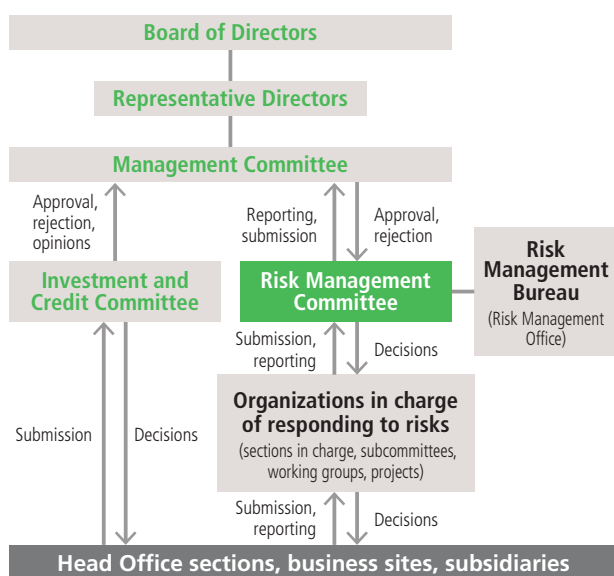 Board of Directors
Representative Directors
Management Committee
Approval,
rejection,
opinions
Reporting,
submission
Approval,
rejection
Investment and
Credit Committee
Risk Management
Committee
Risk
Management
Bureau
(Risk Management
Office)
Submission,
reporting
Decisions
Organizations in charge
of responding to risks
(sections in charge, subcommittees,
working groups, projects)
Submission
Decisions
Submission,
reporting
Decisions
Head Office sections, business sites, subsidiaries